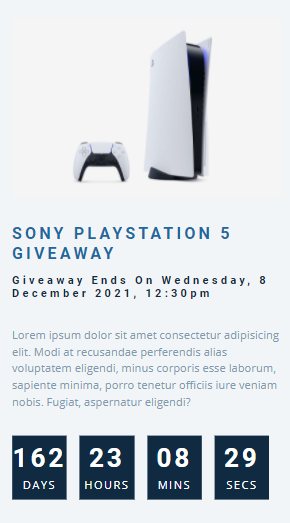 SONY PLAYSTATION 5
GIVEAWAY
Giveaway Ends On Wednesday, 8
December 2021, 12:30pm
Lorem ipsum dolor sit amet consectetur adipisicing
elit. Modi at recusandae perferendis alias
voluptatem eligendi, minus corporis esse laborum,
sapiente minima, porro tenetur officiis iure veniam
nobis. Fugiat, aspernatur eligendi?
162 23 08 29
DAYS HOURS MINS SECS